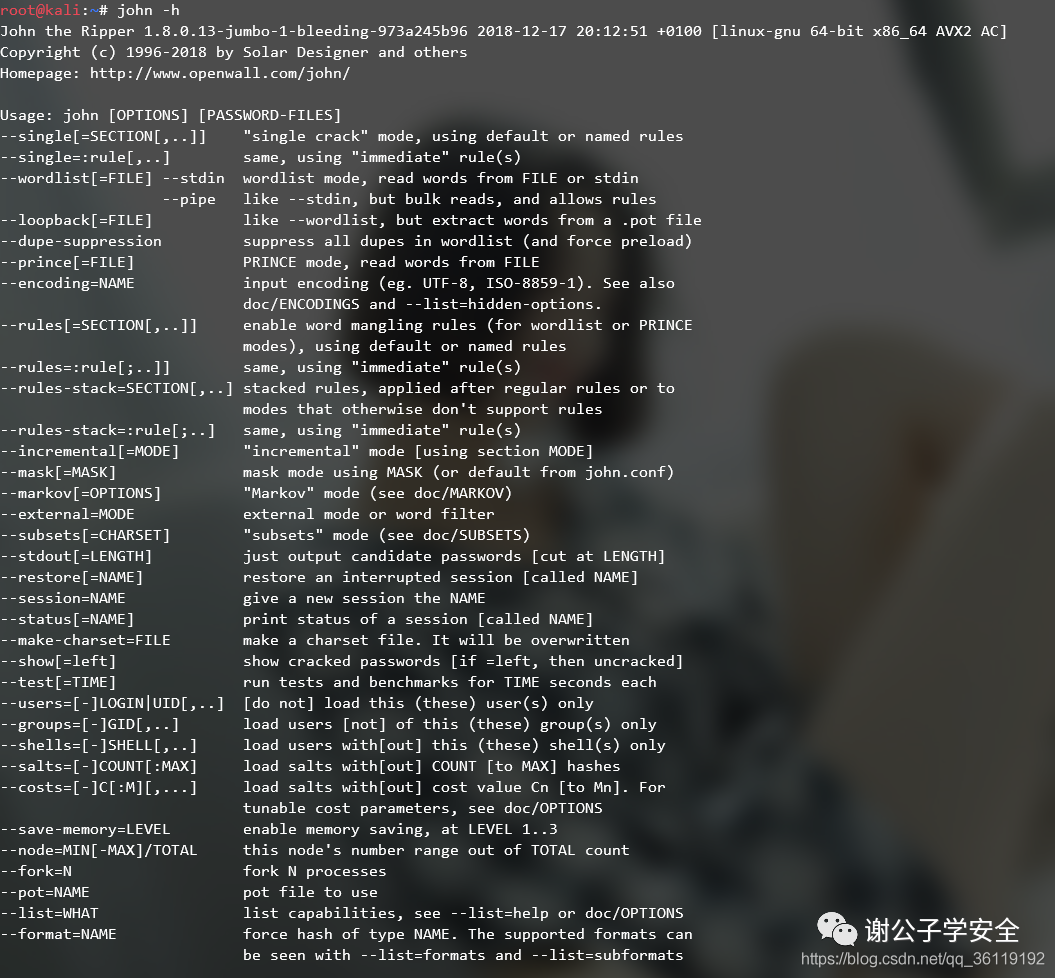 root@kali:~# john -h
John the Ripper 1.8.0.13-jumbo-1-bleeding-973a245b96 2018-12-17 20:12:51 +0100 [linux-gnu 64-bit x86_64 AVX2 AC]
Copyright (c) 1996-2018 by Solar Designer and others
Homepage: http://www.openwall.com/john/

Usage: john [OPTIONS] [PASSWORD-FILES]
--single[=SECTION[,..]]    "single crack" mode, using default or named rules
--single=:rule[,..]        same, using "immediate" rule(s)
--wordlist[=FILE] --stdin  wordlist mode, read words from FILE or stdin
                  --pipe   like --stdin, but bulk reads, and allows rules
--loopback[=FILE]          like --wordlist, but extract words from a .pot file
--dupe-suppression         suppress all dupes in wordlist (and force preload)
--prince[=FILE]            PRINCE mode, read words from FILE
--encoding=NAME            input encoding (eg. UTF-8, ISO-8859-1). See also
                           doc/ENCODINGS and --list=hidden-options.
--rules[=SECTION[,..]]     enable word mangling rules (for wordlist or PRINCE
                           modes), using default or named rules
--rules=:rule[;..]]        same, using "immediate" rule(s)
--rules-stack=SECTION[,..] stacked rules, applied after regular rules or to
                           modes that otherwise don't support rules
--rules-stack=:rule[;..]   same, using "immediate" rule(s)
--incremental[=MODE]       "incremental" mode [using section MODE]
--mask[=MASK]              mask mode using MASK (or default from john.conf)
--markov[=OPTIONS]         "Markov" mode (see doc/MARKOV)
--external=MODE            external mode or word filter
--subsets[=CHARSET]        "subsets" mode (see doc/SUBSETS)
--stdout[=LENGTH]          just output candidate passwords [cut at LENGTH]
--restore[=NAME]           restore an interrupted session [called NAME]
--session=NAME             give a new session the NAME
--status[=NAME]            print status of a session [called NAME]
--make-charset=FILE        make a charset file. It will be overwritten
--show[=left]              show cracked passwords [if =left, then uncracked]
--test[=TIME]              run tests and benchmarks for TIME seconds each
--users=[-]LOGIN|UID[,..]  [do not] load this (these) user(s) only
--groups=[-]GID[,..]       load users [not] of this (these) group(s) only
--shells=[-]SHELL[,..]     load users with[out] this (these) shell(s) only
--salts=[-]COUNT[:MAX]     load salts with[out] COUNT [to MAX] hashes
--costs=[-]C[:M][,...]     load salts with[out] cost value Cn [to Mn]. For
                           tunable cost parameters, see doc/OPTIONS
--save-memory=LEVEL        enable memory saving, at LEVEL 1..3
--node=MIN[-MAX]/TOTAL     this node's number range out of TOTAL count
--fork=N                   fork N processes
--pot=NAME                 pot file to use
--list=WHAT                list capabilities, see --list=help or doc/OPTIONS
--format=NAME              force hash of type NAME. The supported formats can
                           be seen with --list=formats and --list=subformats
谢公子学安全
https://blog.csdn.net/qq_36119192